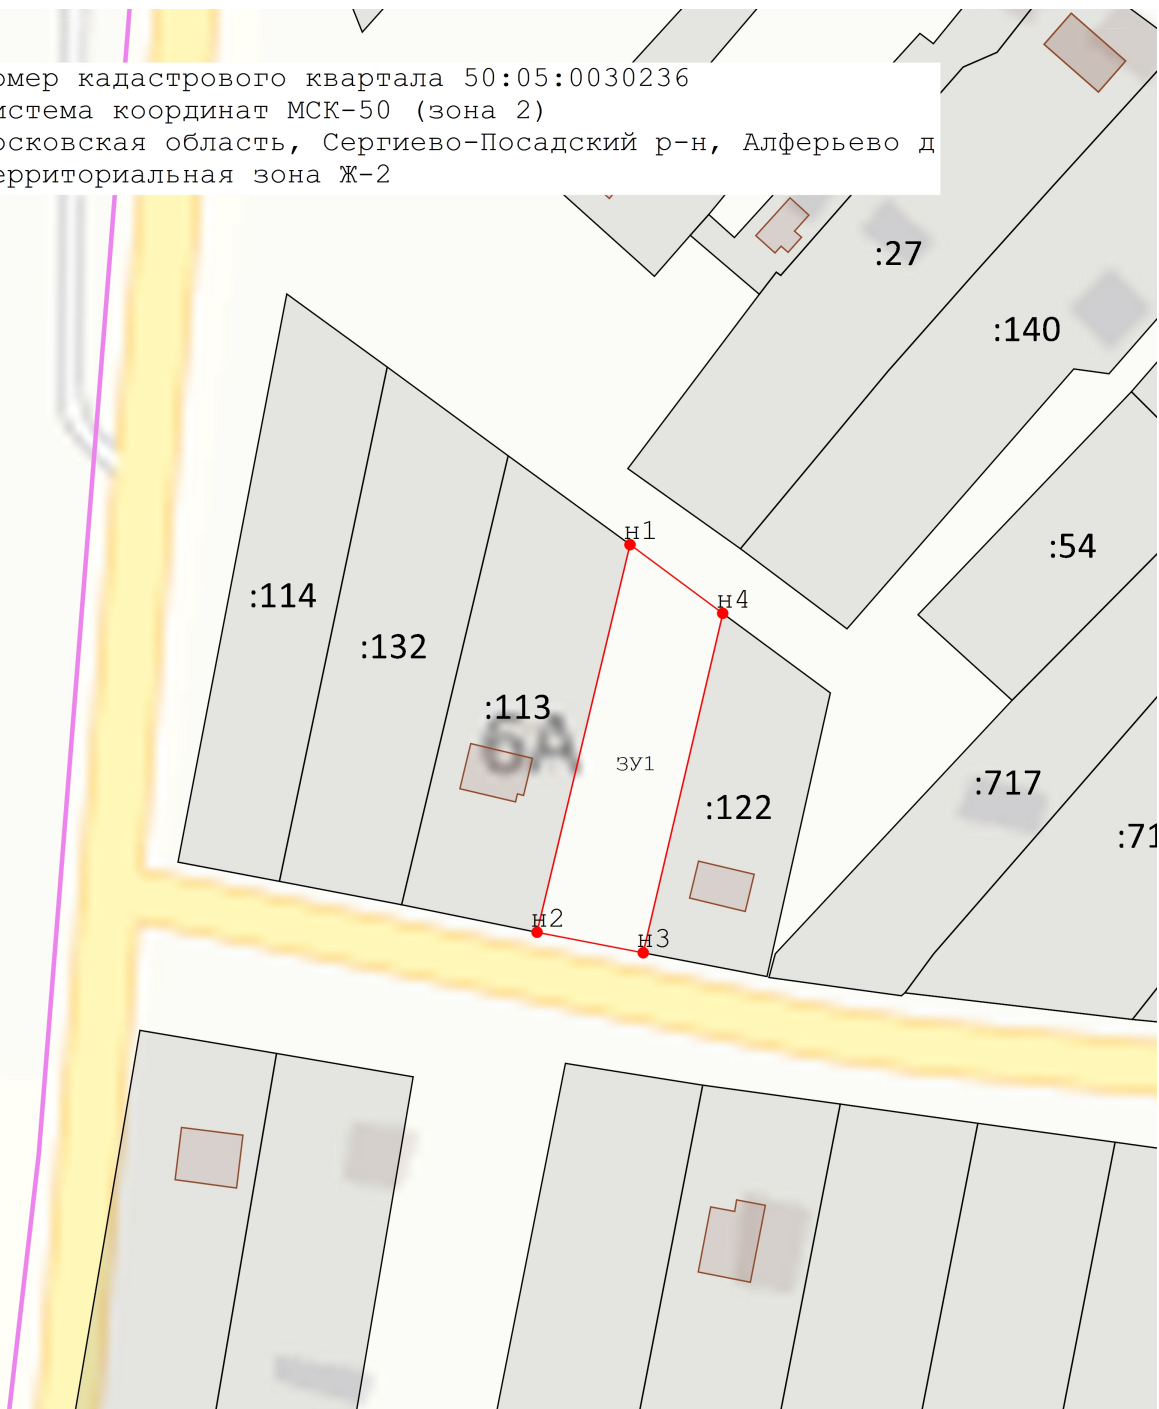 омер кадастрового квартала 50:05:0030236
истема координат МСК-50 (зона 2)
осковская область, Сергиево-Посадский р-н, Алферьево д
ерриториальная зона Ж-2
:27
:140
н1
:54
:114
н4
:132
:113
6А
ЗУ1
:717
:122
:71
н2
н3